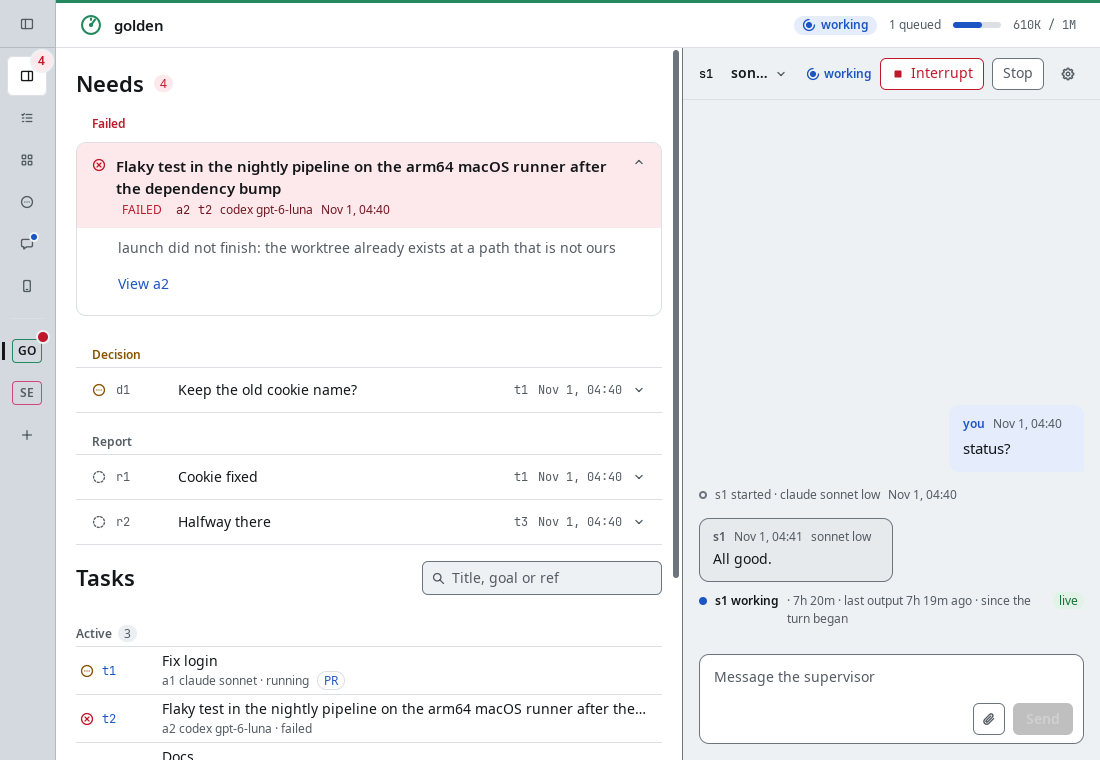 golden
working
1 queued
610K / 1M
4
Needs 4
Failed
Flaky test in the nightly pipeline on the arm64 macOS runner after
the dependency bump
FAILED a2 t2 codex gpt-6-luna Nov 1, 04:40
launch did not finish: the worktree already exists at a path that is not ours
View a2
Decision
d1 Keep the old cookie name? t1 Nov 1, 04:40
Report
r1 Cookie fixed t1 Nov 1, 04:40
r2 Halfway there t3 Nov 1, 04:40
Tasks
Title, goal or ref
Active 3
t1 Fix login
a1 claude sonnet · running PR
t2 Flaky test in the nightly pipeline on the arm64 macOS runner after the…
a2 codex gpt-6-luna · failed
Docs
GO
SE
s1 son… working Interrupt Stop
you Nov 1, 04:40
status?
s1 started · claude sonnet low Nov 1, 04:40
s1 Nov 1, 04:41 sonnet low
All good.
s1 working · 7h 20m · last output 7h 19m ago · since the
turn began
live
Message the supervisor
Send